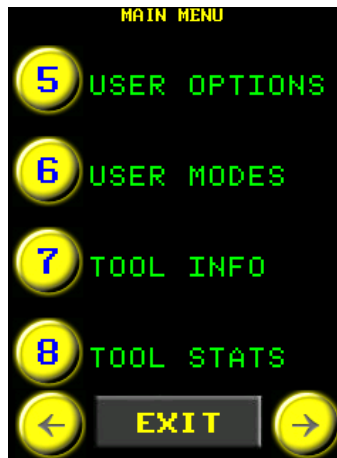 MAIN MENU
5 USER OPTIONS
6 USER MODES
7 TOOL INFO
8 TOOL STATS
← EXIT →